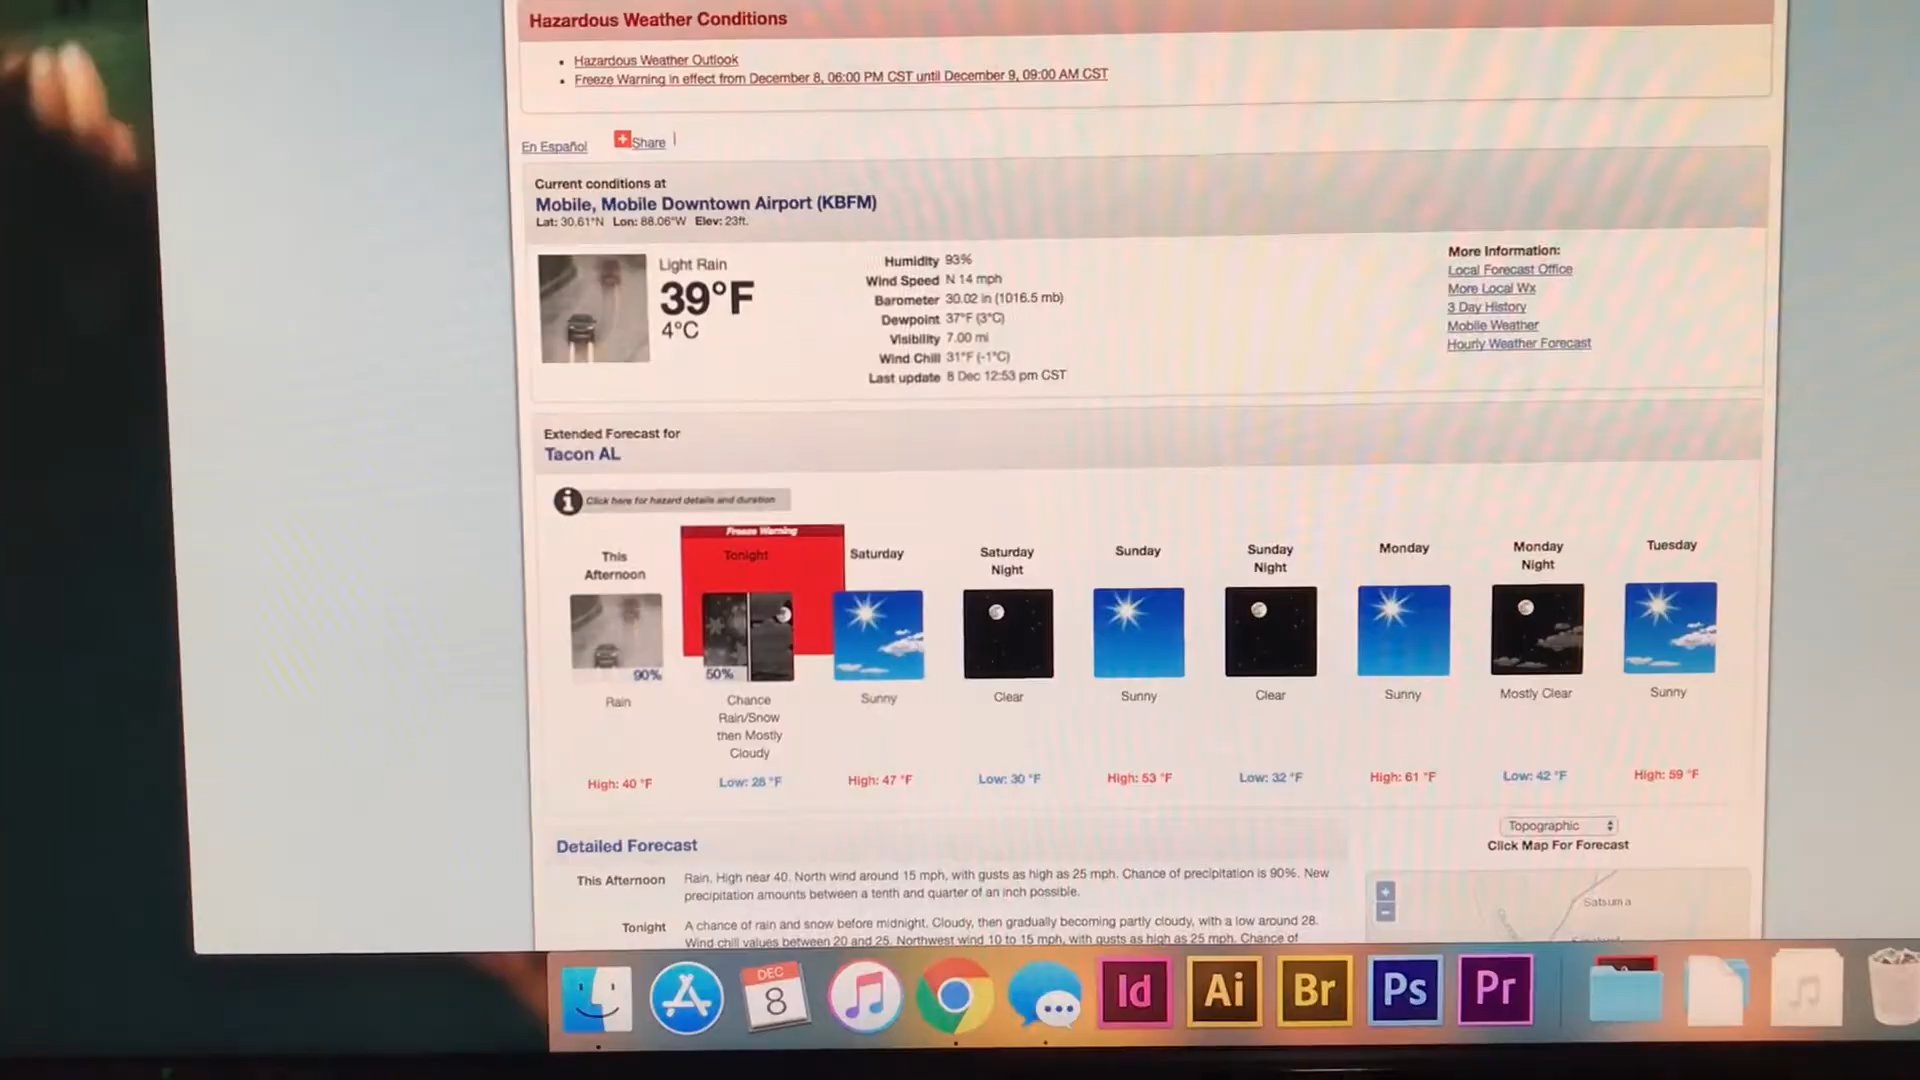 Hazardous Weather Conditions
Hazardous Weather Outlook
Freeze Warning in effect from December 8, 06:00 PM CST until December 9, 09:00 AM CST
En Español
Share
Current conditions at
Mobile, Mobile Downtown Airport (KBFM)
Lat: 30.61°N Lon: 88.06°W Elev: 23ft.
Light Rain
39°F
4°C
Humidity 93%
Wind Speed N 14 mph
Barometer 30.02 in (1016.5 mb)
Dewpoint 37°F (3°C)
Visibility 7.00 mi
Wind Chill 31°F (-1°C)
Last update 8 Dec 12:53 pm CST
More Information:
Local Forecast Office
More Local Wx
3 Day History
Mobile Weather
Hourly Weather Forecast
Extended Forecast for
Tacon AL
Click here for hazard details and duration
Freeze Warning
This
Afternoon
90%
Rain
High: 40 °F
Tonight
50%
Chance
Rain/Snow
then Mostly
Cloudy
Low: 28 °F
Saturday
Sunny
High: 47 °F
Saturday
Night
Clear
Low: 30 °F
Sunday
Sunny
High: 53 °F
Sunday
Night
Clear
Low: 32 °F
Monday
Sunny
High: 61 °F
Monday
Night
Mostly Clear
Low: 42 °F
Tuesday
Sunny
High: 59 °F
Detailed Forecast
This Afternoon
Rain. High near 40. North wind around 15 mph, with gusts as high as 25 mph. Chance of precipitation is 90%. New
precipitation amounts between a tenth and quarter of an inch possible.
Tonight
A chance of rain and snow before midnight. Cloudy, then gradually becoming partly cloudy, with a low around 28.
Wind chill values between 20 and 25. Northwest wind 10 to 15 mph, with gusts as high as 25 mph. Chance of
Topographic
Click Map For Forecast
Satsuma
DEC
8
Id
Ai
Br
Ps
Pr